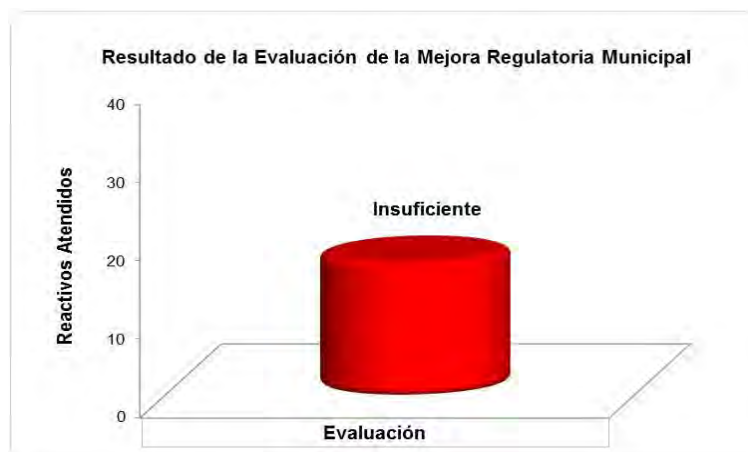 Resultado de la Evaluación de la Mejora Regulatoria Municipal
40
30
20
10
0
Reactivos Atendidos
Insuficiente
Evaluación